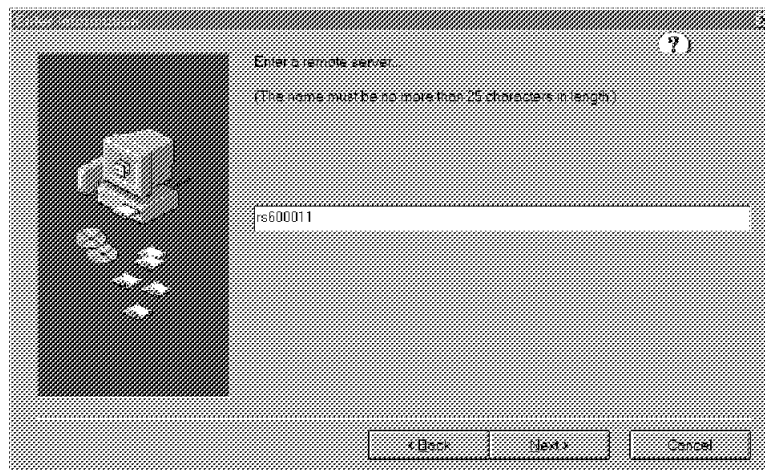 Enter a remote server...
(The name must be no more than 25 characters in length.)
rs600011
< Back
Next >
Cancel